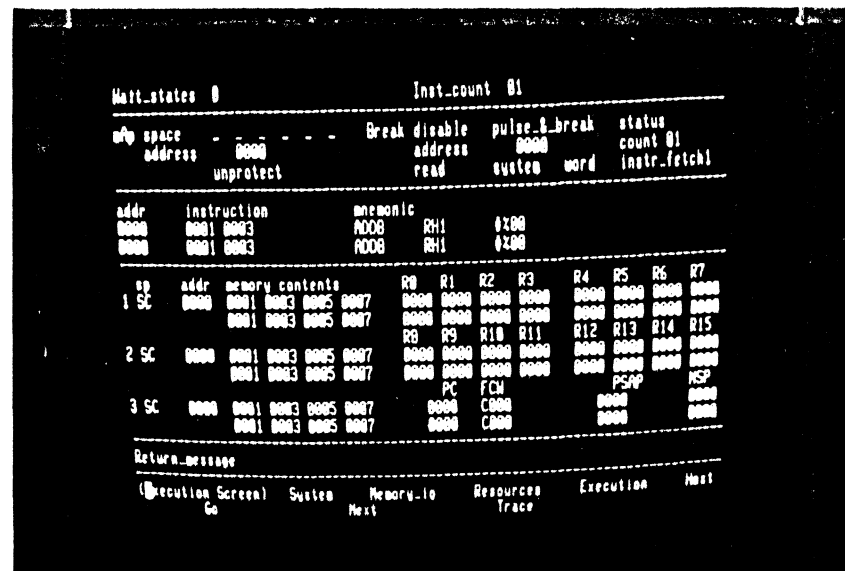 Wait_states 0 Inst_count 01
space - - - - - - Break disable pulse_&_break status
address 0000 address 0000 count 01
unprotect read system word instr_fetch1
addr instruction mnemonic
0000 0001 0003 ADDB RH1 #%00
0000 0001 0003 ADDB RH1 #%00
sp addr memory contents R0 R1 R2 R3 R4 R5 R6 R7
1 SC 0000 0001 0003 0005 0007 0000 0000 0000 0000 0000 0000 0000 0000
0001 0003 0005 0007 0000 0000 0000 0000 0000 0000 0000 0000
R8 R9 R10 R11 R12 R13 R14 R15
2 SC 0000 0001 0003 0005 0007 0000 0000 0000 0000 0000 0000 0000 0000
0001 0003 0005 0007 0000 0000 0000 0000 0000 0000 0000 0000
PC FCW PSAP NSP
3 SC 0000 0001 0003 0005 0007 0000 C000 0000 0000
0001 0003 0005 0007 0000 C000 0000 0000
Return_message
(Execution Screen) System Memory_io Resources Execution Host
Go Next Trace